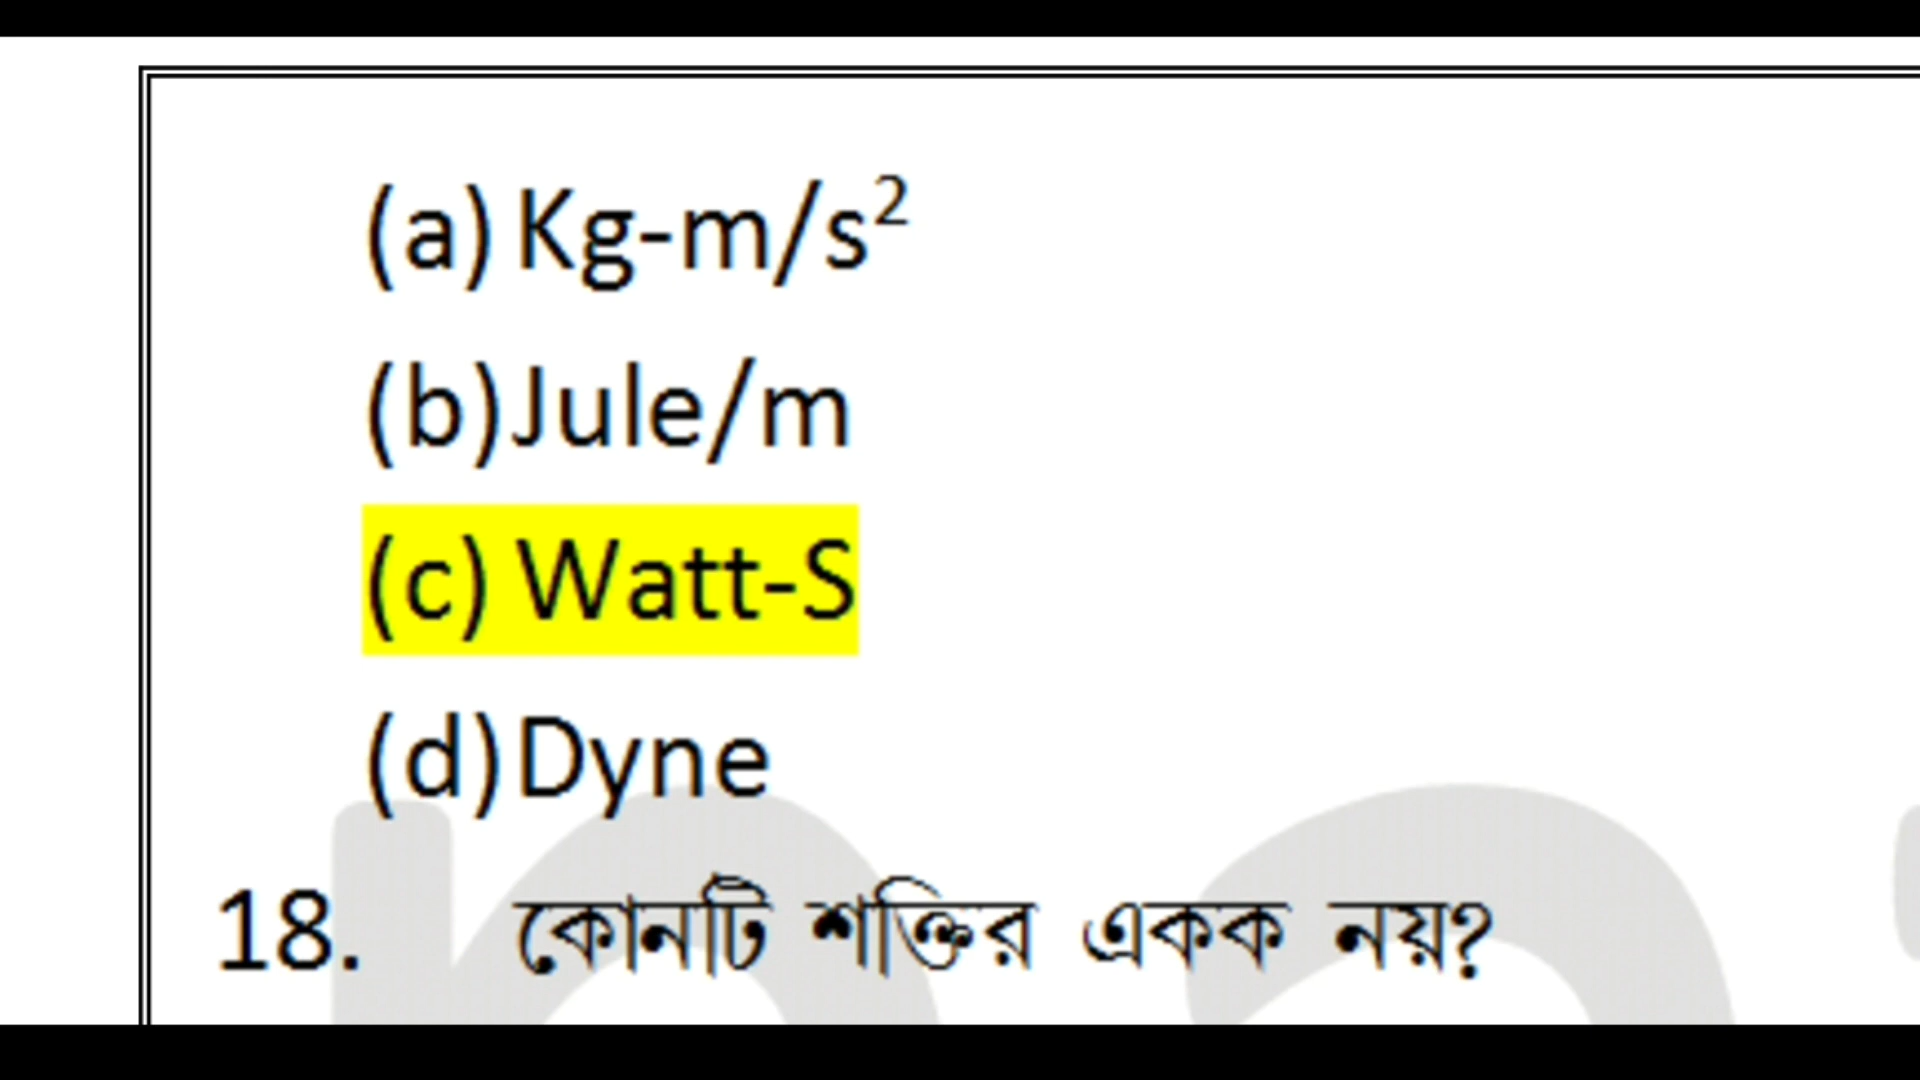 (a) Kg-m/s²
(b) Jule/m
(c) Watt-S
(d) Dyne
18. কোনটি শক্তির একক নয়?